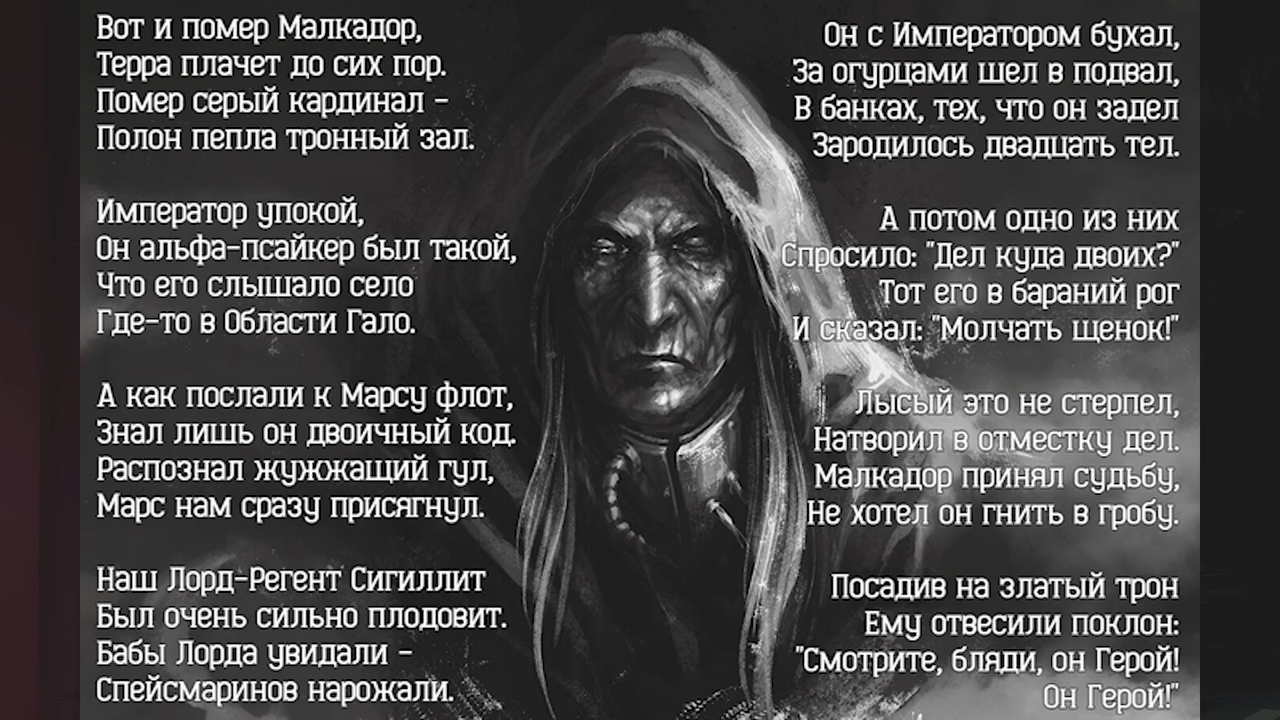 Вот и помер Малкадор,
Терра плачет до сих пор.
Помер серый кардинал –
Полон пепла тронный зал.
Император упокой,
Он альфа-псайкер был такой,
Что его слышало село
Где-то в Области Гало.
А как послали к Марсу флот,
Знал лишь он двоичный код.
Распознал жужжащий гул,
Марс нам сразу присягнул.
Наш Лорд-Регент Сигиллит
Был очень сильно плодовит.
Бабы Лорда увидали –
Спейсмаринов нарожали.
Он с Императором бухал,
За огурцами шел в подвал,
В банках, тех, что он задел
Зародилось двадцать тел.
А потом одно из них
Спросило: "Дел куда двоих?"
Тот его в бараний рог
И сказал: "Молчать щенок!"
Лысый это не стерпел,
Натворил в отместку дел.
Малкадор принял судьбу,
Не хотел он гнить в гробу.
Посадив на златый трон
Ему отвесили поклон:
"Смотрите, бляди, он Герой!
Он Герой!"